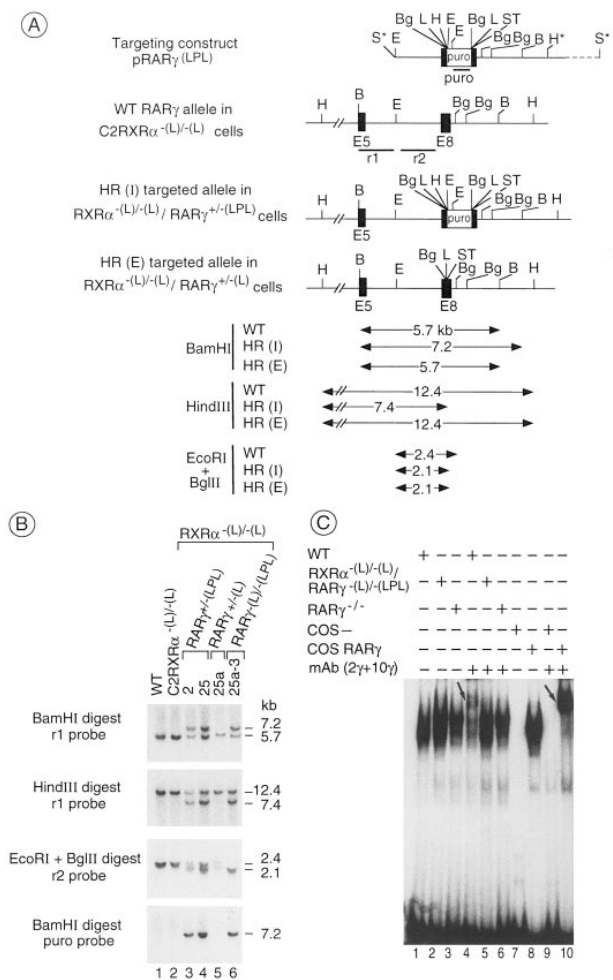 A
Targeting construct
pRARγ(LPL)
S* E Bg L H E E Bg L ST Bg Bg B H* S*
puro
puro
WT RARγ allele in
C2RXRα-(L)/-(L)
cells
H B E Bg Bg B H
E5 E8
r1 r2
HR (I) targeted allele in
RXRα-(L)/-(L)/ RARγ+/-(LPL) cells
H B E Bg L H E E Bg L ST Bg Bg B H
puro
E5
HR (E) targeted allele in
RXRα-(L)/-(L)/ RARγ+/-(L) cells
H B E Bg L ST Bg Bg B H
E5 E8
BamHI
WT 5.7 kb
HR (I) 7.2
HR (E) 5.7
HindIII
WT 12.4
HR (I) 7.4
HR (E) 12.4
EcoRI
+
BglII
WT 2.4
HR (I) 2.1
HR (E) 2.1
B
RXRα-(L)/-(L)
WT
C2RXRα-(L)/-(L)
RARγ+/-(LPL)
RARγ+/-(L)
RARγ-(L)/-(LPL)
2 25 25a 25a-3
kb
BamHI digest
r1 probe
7.2
5.7
HindIII digest
r1 probe
12.4
7.4
EcoRI + BglII digest
r2 probe
2.4
2.1
BamHI digest
puro probe
7.2
1 2 3 4 5 6
C
WT + – – + – – – – – –
RXRα-(L)/-(L)/
RARγ-(L)/-(LPL) – + – – + – – – – –
RARγ-/- – – + – – + – – – –
COS– – – – – – – + – + –
COS RARγ – – – – – – – + – +
mAb (2γ+10γ) – – – + + + – – + +
1 2 3 4 5 6 7 8 9 10